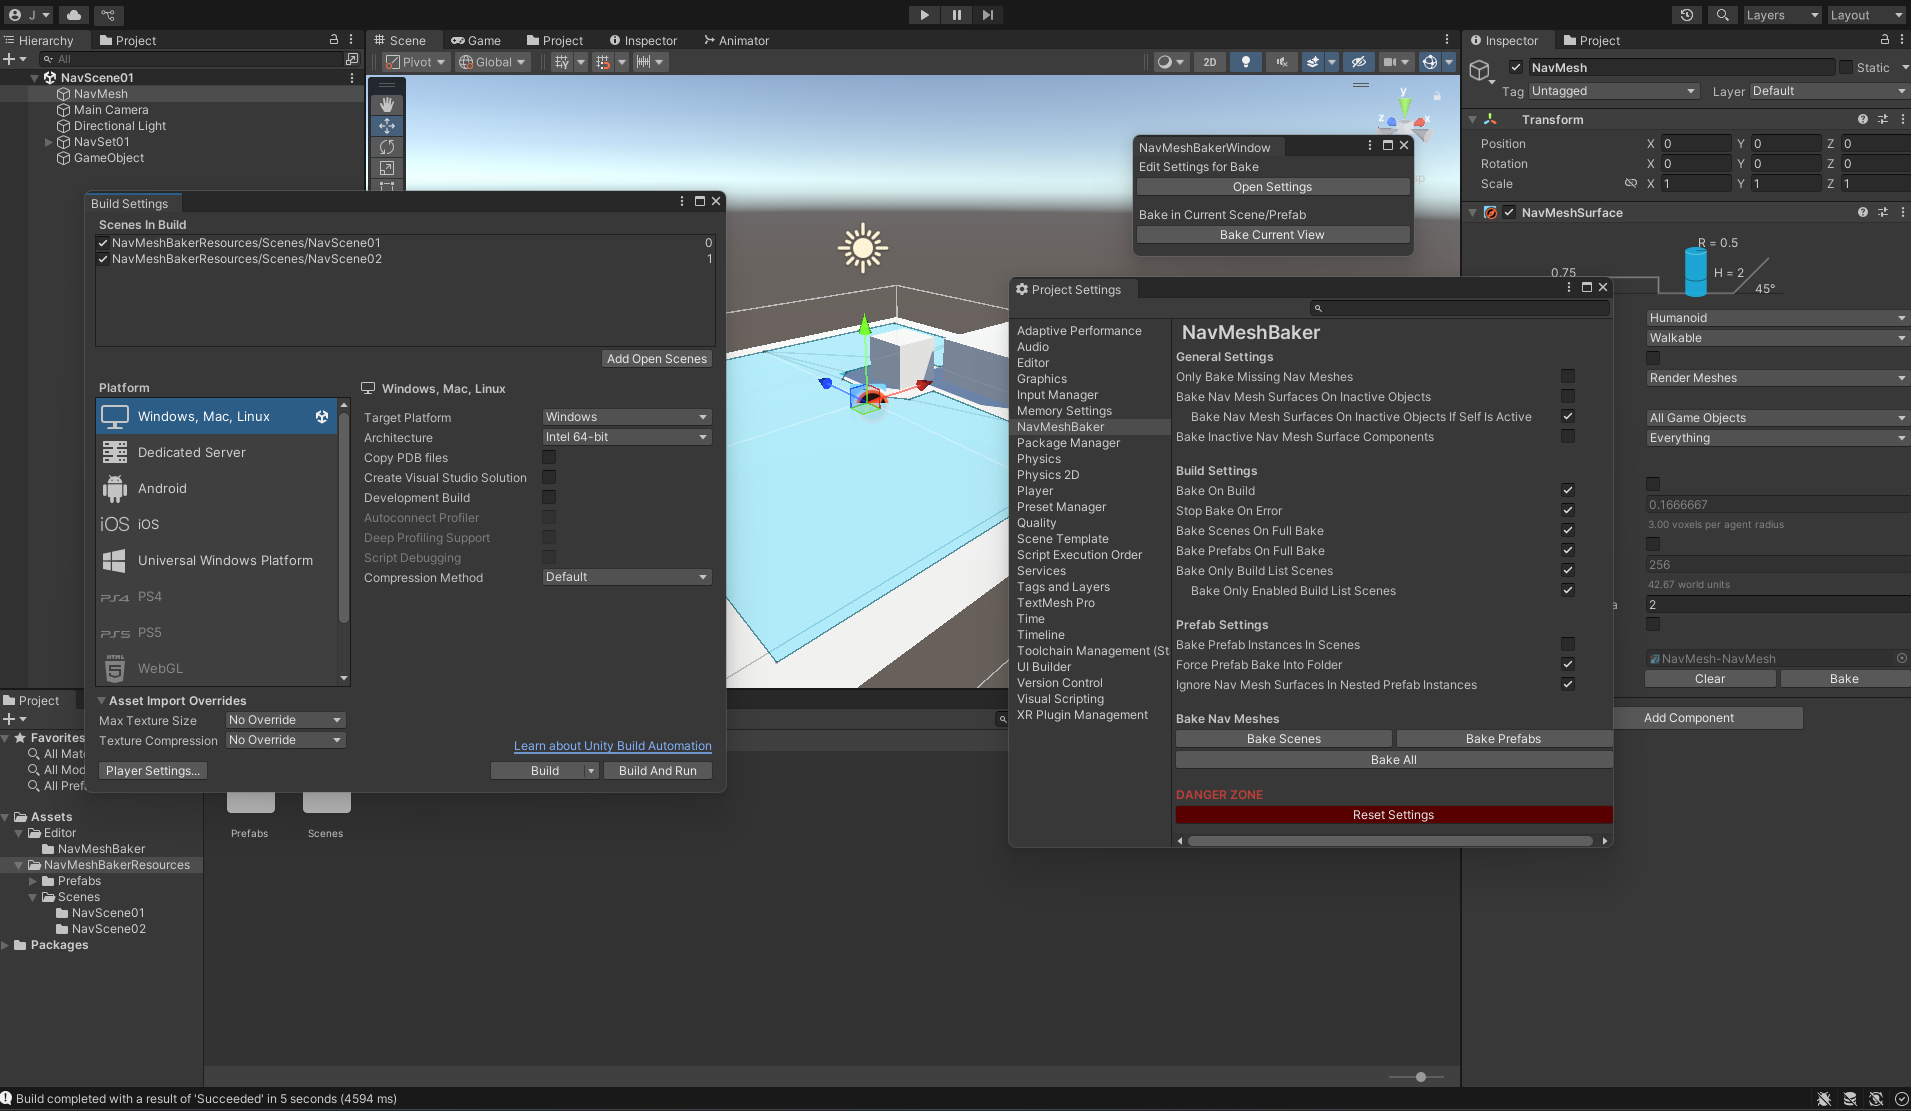 J
Layers
Layout
Hierarchy
Project
All
NavScene01
NavMesh
Main Camera
Directional Light
NavSet01
GameObject
Scene
Game
Project
Inspector
Animator
Pivot
Global
2D
y
z
x
Inspector
Project
NavMesh
Static
Tag
Untagged
Layer
Default
Transform
Position
X 0 Y 0 Z 0
Rotation
X 0 Y 0 Z 0
Scale
X 1 Y 1 Z 1
NavMeshSurface
R = 0.5
0.75
H = 2
45°
Humanoid
Walkable
Render Meshes
All Game Objects
Everything
0.1666667
3.00 voxels per agent radius
256
42.67 world units
2
NavMesh-NavMesh
Clear
Bake
Add Component
NavMeshBakerWindow
Edit Settings for Bake
Open Settings
Bake in Current Scene/Prefab
Bake Current View
Build Settings
Scenes In Build
NavMeshBakerResources/Scenes/NavScene01 0
NavMeshBakerResources/Scenes/NavScene02 1
Add Open Scenes
Platform
Windows, Mac, Linux
Dedicated Server
Android
iOS iOS
Universal Windows Platform
PS4 PS4
PS5 PS5
HTML 5 WebGL
Windows, Mac, Linux
Target Platform Windows
Architecture Intel 64-bit
Copy PDB files
Create Visual Studio Solution
Development Build
Autoconnect Profiler
Deep Profiling Support
Script Debugging
Compression Method Default
Asset Import Overrides
Max Texture Size No Override
Texture Compression No Override
Learn about Unity Build Automation
Player Settings...
Build
Build And Run
Project Settings
Adaptive Performance
Audio
Editor
Graphics
Input Manager
Memory Settings
NavMeshBaker
Package Manager
Physics
Physics 2D
Player
Preset Manager
Quality
Scene Template
Script Execution Order
Services
Tags and Layers
TextMesh Pro
Time
Timeline
Toolchain Management (St
UI Builder
Version Control
Visual Scripting
XR Plugin Management
NavMeshBaker
General Settings
Only Bake Missing Nav Meshes
Bake Nav Mesh Surfaces On Inactive Objects
Bake Nav Mesh Surfaces On Inactive Objects If Self Is Active
Bake Inactive Nav Mesh Surface Components
Build Settings
Bake On Build
Stop Bake On Error
Bake Scenes On Full Bake
Bake Prefabs On Full Bake
Bake Only Build List Scenes
Bake Only Enabled Build List Scenes
Prefab Settings
Bake Prefab Instances In Scenes
Force Prefab Bake Into Folder
Ignore Nav Mesh Surfaces In Nested Prefab Instances
Bake Nav Meshes
Bake Scenes
Bake Prefabs
Bake All
DANGER ZONE
Reset Settings
Project
Favorites
All Mate
All Mod
All Pref
Assets
Editor
NavMeshBaker
NavMeshBakerResources
Prefabs
Scenes
NavScene01
NavScene02
Packages
Prefabs
Scenes
Build completed with a result of 'Succeeded' in 5 seconds (4594 ms)